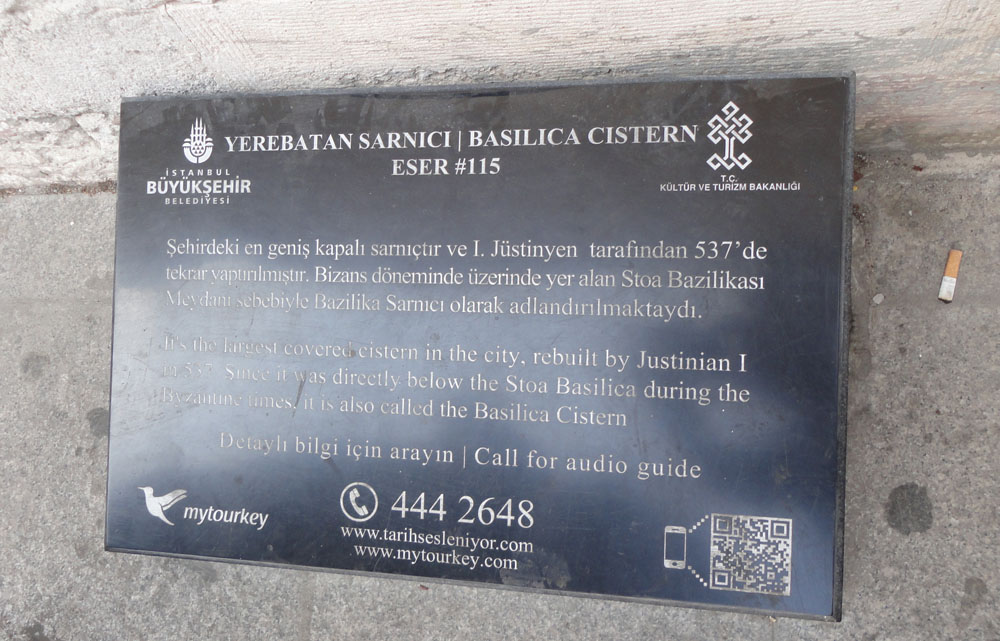 YEREBATAN SARNICI | BASILICA CISTERN
ESER #115
İSTANBUL
BÜYÜKŞEHİR
BELEDİYESİ
T.C.
KÜLTÜR VE TURİZM BAKANLIĞI
Şehirdeki en geniş kapalı sarnıçtır ve I. Jüstinyen tarafından 537'de
tekrar yaptırılmıştır. Bizans döneminde üzerinde yer alan Stoa Bazilikası
Meydanı sebebiyle Bazilika Sarnıcı olarak adlandırılmaktaydı.
It's the largest covered cistern in the city, rebuilt by Justinian I
in 537. Since it was directly below the Stoa Basilica during the
Byzantine times, it is also called the Basilica Cistern
Detaylı bilgi için arayın | Call for audio guide
mytourkey
444 2648
www.tarihsesleniyor.com
www.mytourkey.com